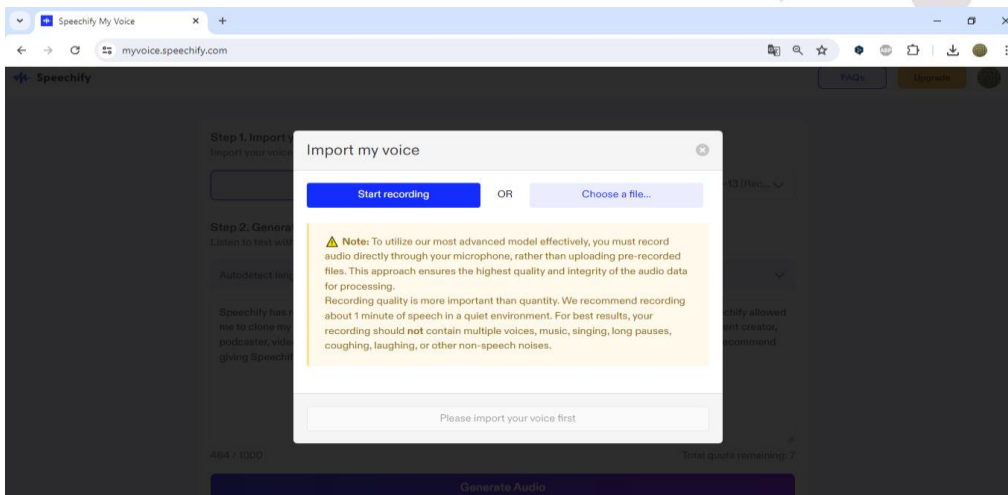 Speechify My Voice
myvoice.speechify.com
Speechify
FAQs
Upgrade
Step 1. Import y
Import your voice
Import my voice
Start recording
OR
Choose a file...
-13 (Rec...
Step 2. Genera
Listen to text with
Autodetect lang
⚠ Note: To utilize our most advanced model effectively, you must record
audio directly through your microphone, rather than uploading pre-recorded
files. This approach ensures the highest quality and integrity of the audio data
for processing.
Recording quality is more important than quantity. We recommend recording
about 1 minute of speech in a quiet environment. For best results, your
recording should not contain multiple voices, music, singing, long pauses,
coughing, laughing, or other non-speech noises.
Speechify has r
chify allowed
me to clone my
nt creator,
podcaster, vide
ecommend
giving Speechif
Please import your voice first
464 / 1000
Total quota remaining: 7
Generate Audio